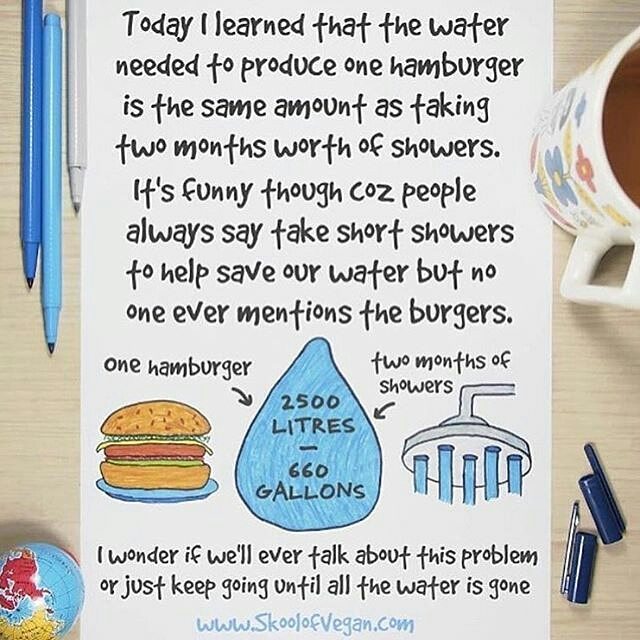 Today I learned that the water
needed to produce one hamburger
is the same amount as taking
two months worth of showers.
It's funny though coz people
always say take short showers
to help save our water but no
one ever mentions the burgers.
one hamburger
two months of
showers
2500
LITRES
–
660
GALLONS
I wonder if we'll ever talk about this problem
or just keep going until all the water is gone
www.SkoolofVegan.com